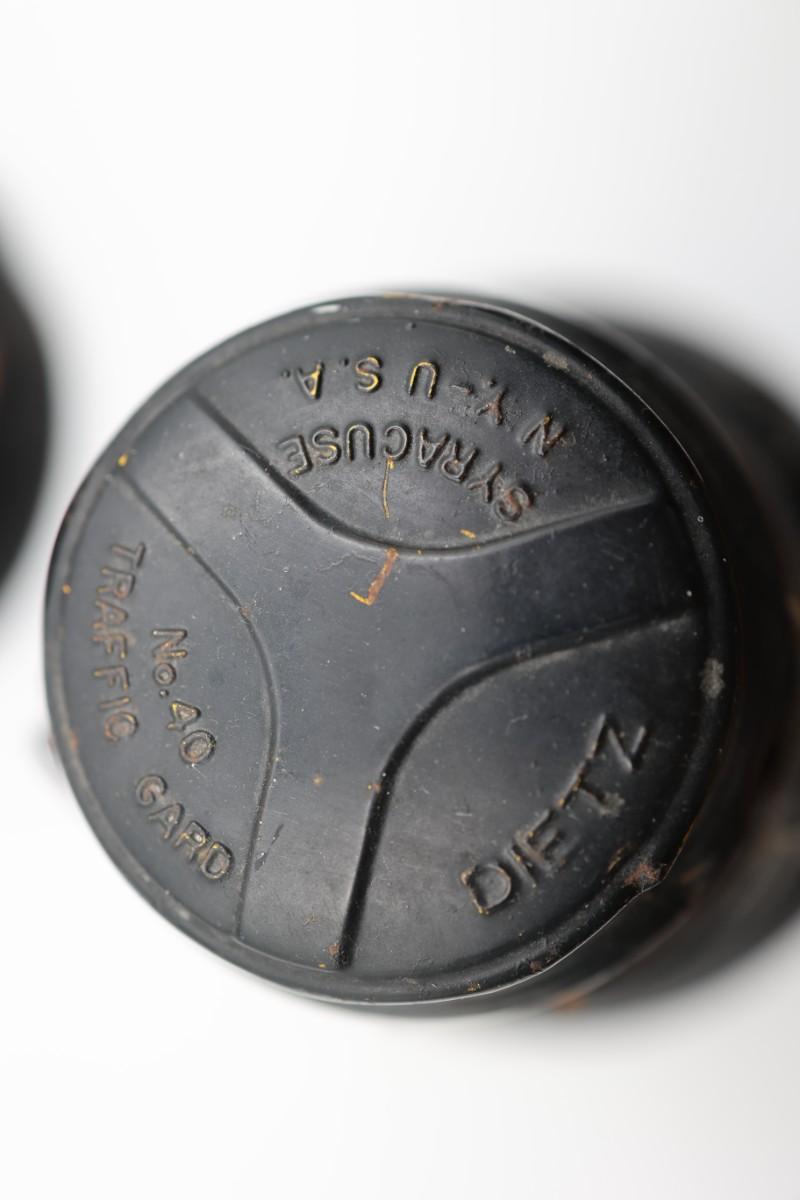 DIETZ
No. 40
TRAFFIC GARD
SYRACUSE
N.Y.-U.S.A.